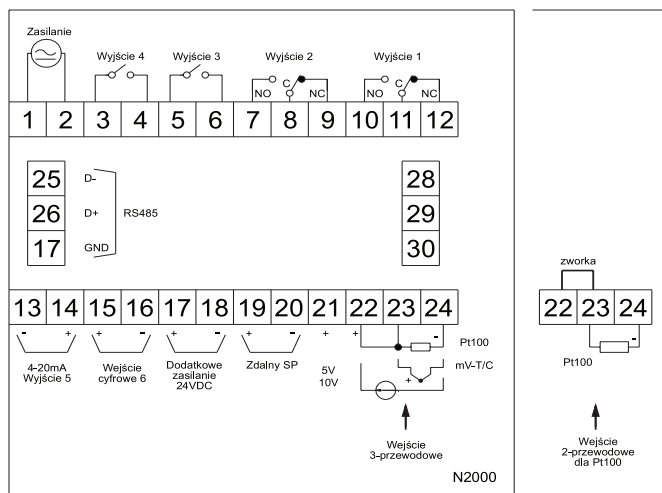 Zasilanie
Wyjście 4
Wyjście 3
Wyjście 2
Wyjście 1
NO C NC
NO C NC
1 2 3 4 5 6 7 8 9 10 11 12
25 D-
26 D+ RS485
17 GND
28
29
30
13 14 15 16 17 18 19 20 21 22 23 24
- + + - + - + - + + -
4-20mA
Wyjście 5
Wejście
cyfrowe 6
Dodatkowe
zasilanie
24VDC
Zdalny SP
5V
10V
Pt100
mV-T/C
+ -
Wejście
3-przewodowe
N2000
zworka
22 23 24
-
Pt100
Wejście
2-przewodowe
dla Pt100